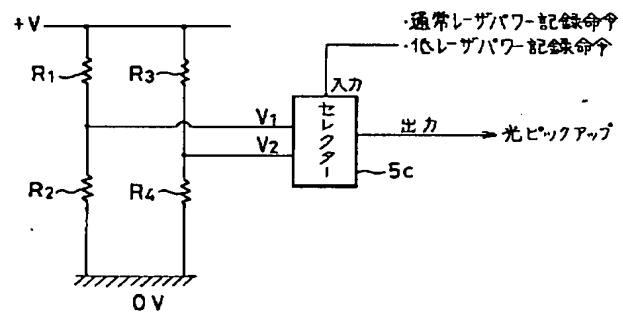 +V
・通常レーザパワー記録命令
・低レーザパワー記録命令
R1
R3
入力
V1
セレクター
出力
光ピックアップ
V2
R2
R4
5c
0V